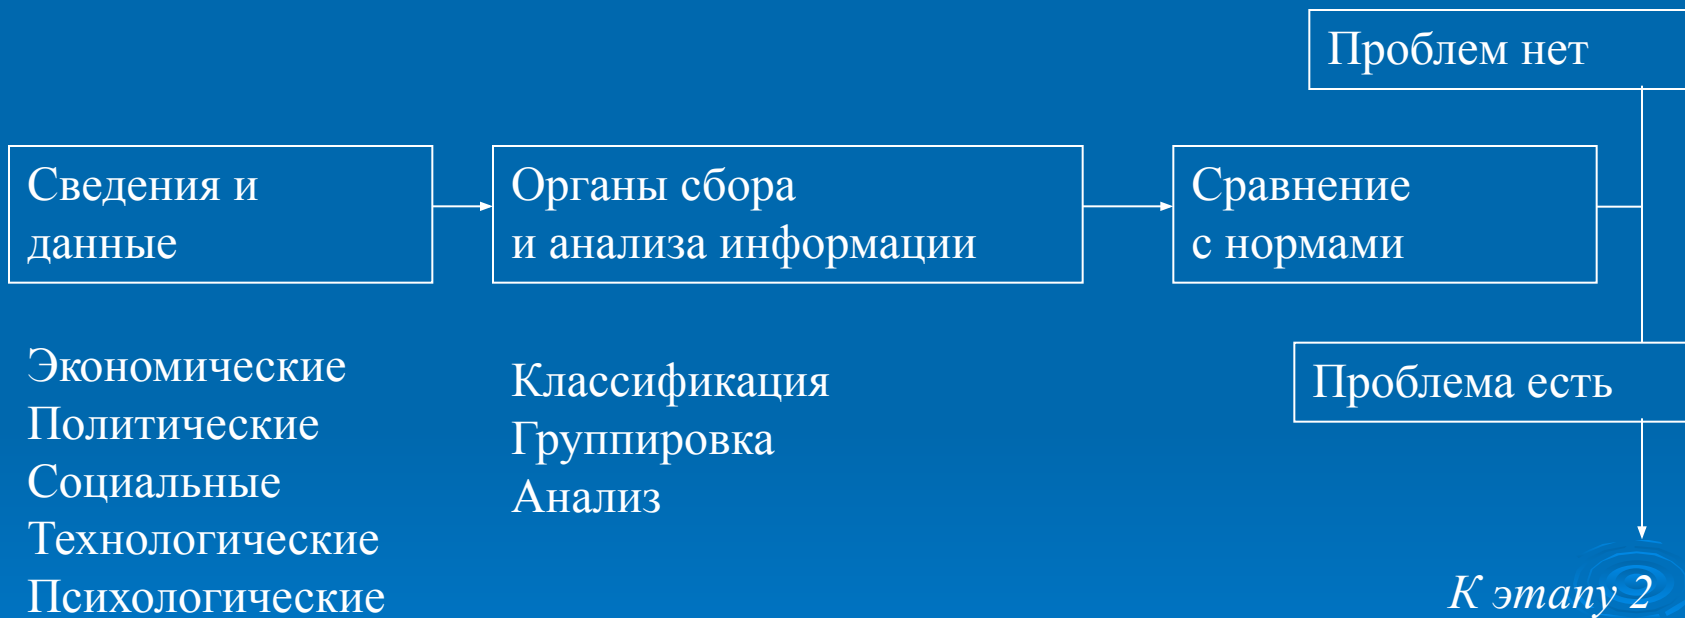 Проблем нет
Сведения и
данные
Органы сбора
и анализа информации
Сравнение
с нормами
Экономические
Политические
Социальные
Технологические
Психологические
Классификация
Группировка
Анализ
Проблема есть
К этапу 2